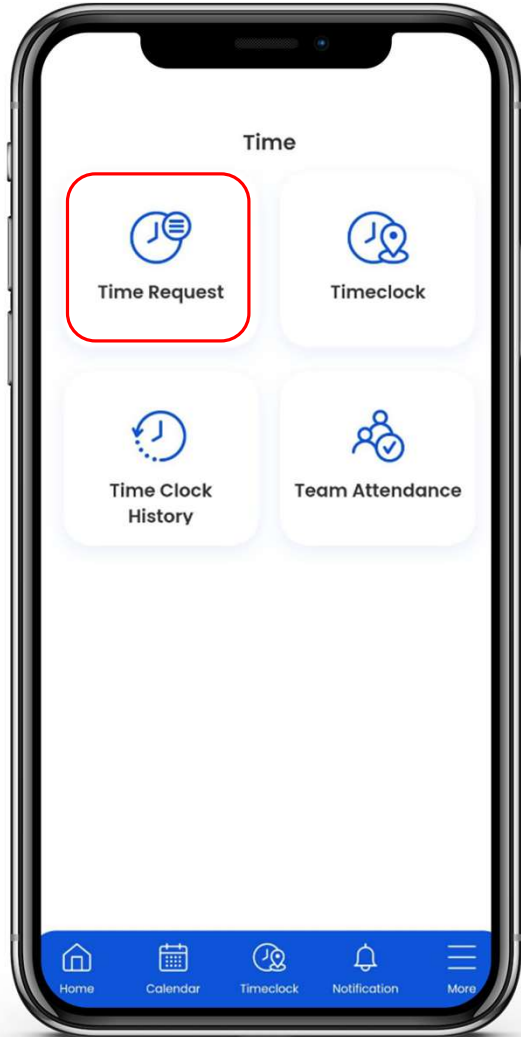 Time
Time Request
Timeclock
Time Clock
History
Team Attendance
Home
Calendar
Timeclock
Notification
More